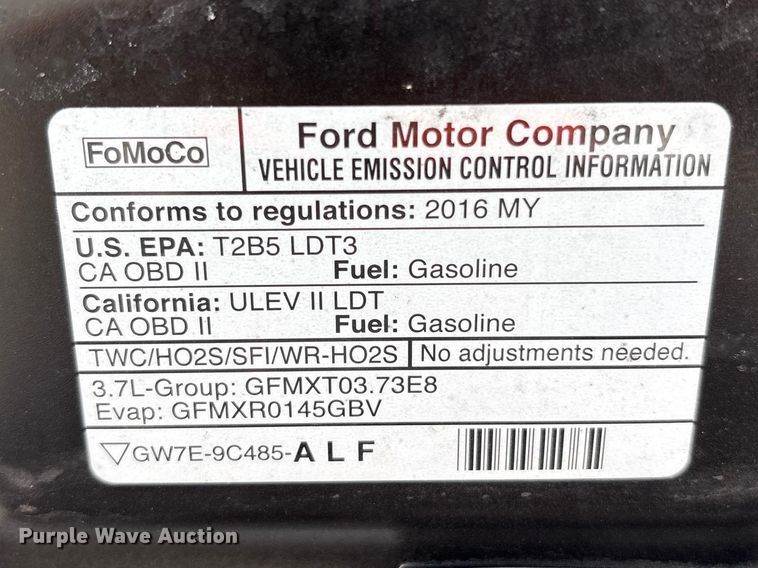 FoMoCo
Ford Motor Company
VEHICLE EMISSION CONTROL INFORMATION
Conforms to regulations: 2016 MY
U.S. EPA: T2B5 LDT3
CA OBD II Fuel: Gasoline
California: ULEV II LDT
CA OBD II Fuel: Gasoline
TWC/HO2S/SFI/WR-HO2S No adjustments needed.
3.7L-Group: GFMXT03.73E8
Evap: GFMXR0145GBV
GW7E-9C485-A L F
Purple Wave Auction